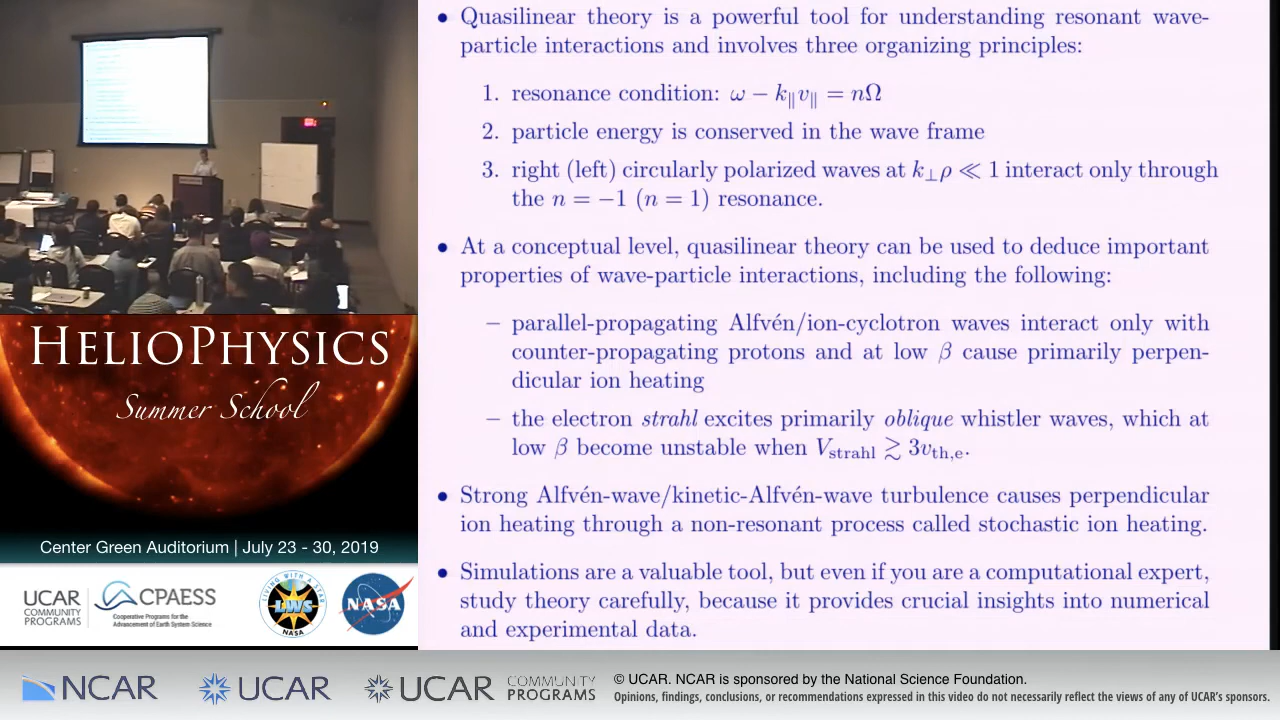 • Quasilinear theory is a powerful tool for understanding resonant wave-
particle interactions and involves three organizing principles:
1. resonance condition: ω − k∥v∥ = nΩ
2. particle energy is conserved in the wave frame
3. right (left) circularly polarized waves at k⊥ρ ≪ 1 interact only through
the n = −1 (n = 1) resonance.
• At a conceptual level, quasilinear theory can be used to deduce important
properties of wave-particle interactions, including the following:
– parallel-propagating Alfvén/ion-cyclotron waves interact only with
counter-propagating protons and at low β cause primarily perpen-
dicular ion heating
– the electron strahl excites primarily oblique whistler waves, which at
low β become unstable when Vstrahl ≳ 3vth,e.
• Strong Alfvén-wave/kinetic-Alfvén-wave turbulence causes perpendicular
ion heating through a non-resonant process called stochastic ion heating.
• Simulations are a valuable tool, but even if you are a computational expert,
study theory carefully, because it provides crucial insights into numerical
and experimental data.
HELIOPHYSICS
Summer School
Center Green Auditorium | July 23 - 30, 2019
UCAR
COMMUNITY
PROGRAMS
CPAESS
Cooperative Programs for the
Advancement of Earth System Science
LIVING WITH A STAR
LWS
NASA
NASA
NCAR
UCAR
UCAR
COMMUNITY
PROGRAMS
© UCAR. NCAR is sponsored by the National Science Foundation.
Opinions, findings, conclusions, or recommendations expressed in this video do not necessarily reflect the views of any of UCAR's sponsors.